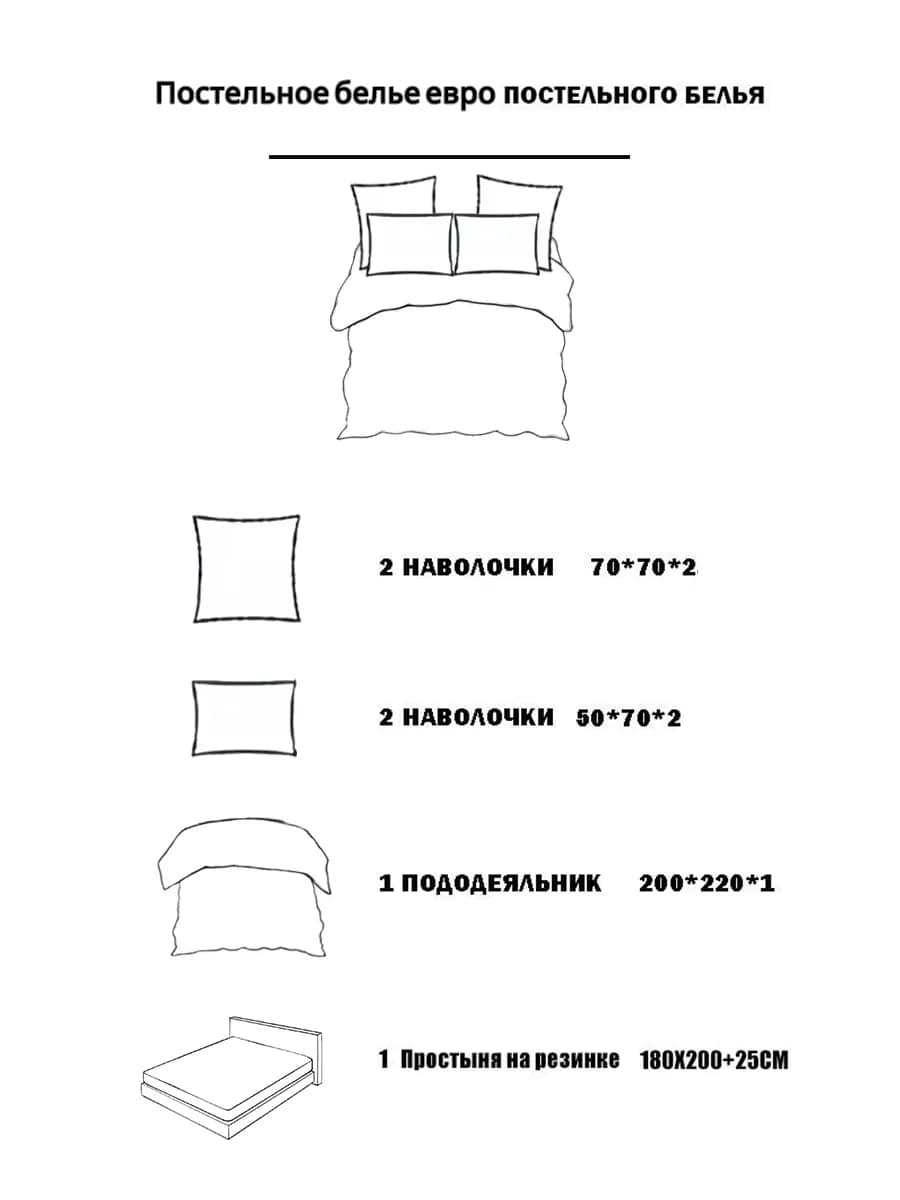 Постельное белье евро ПОСТЕЛЬНОГО БЕЛЬЯ
2 НАВОЛОЧКИ 70*70*2
2 НАВОЛОЧКИ 50*70*2
1 ПОДОДЕЯЛЬНИК 200*220*1
1 Простыня на резинке 180X200+25CM